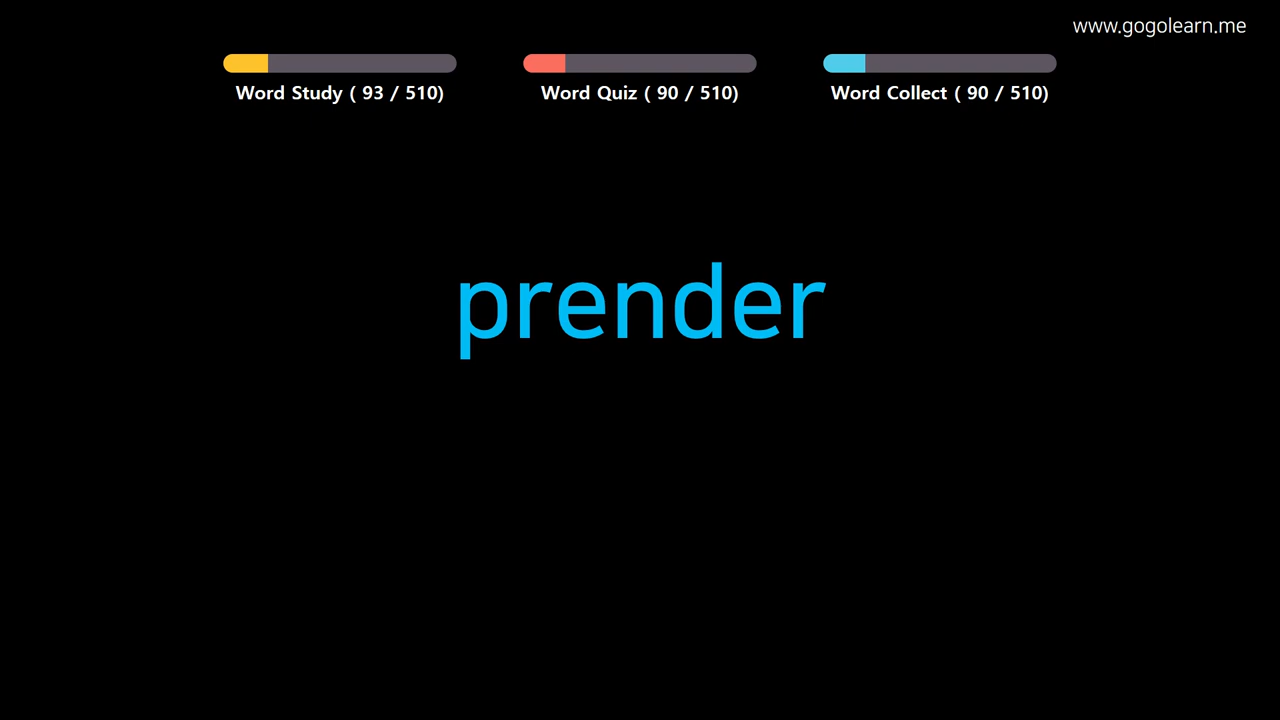 www.gogolearn.me
Word Study ( 93 / 510)
Word Quiz ( 90 / 510)
Word Collect ( 90 / 510)
prender